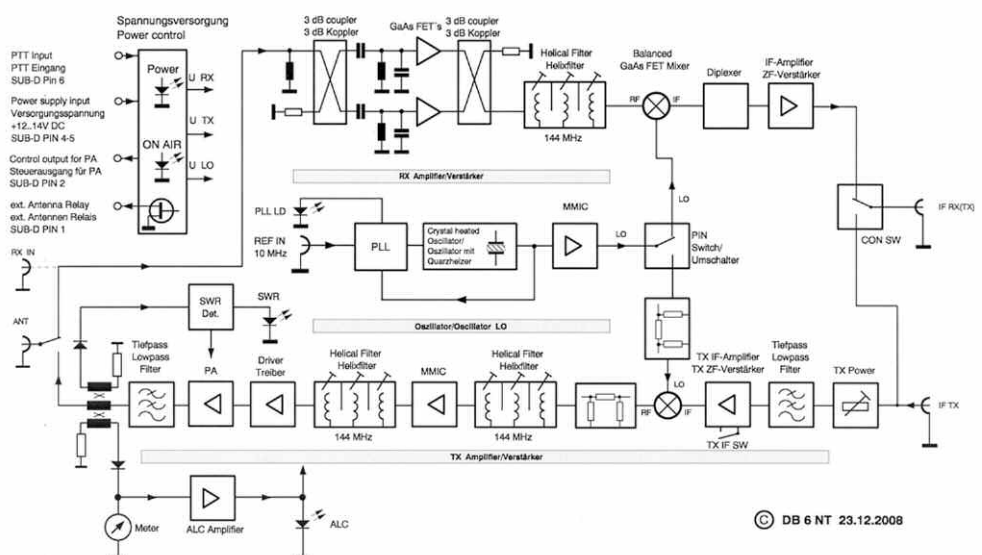 Spannungsversorgung
Power control
PTT Input
PTT Eingang
SUB-D Pin 6
Power supply input
Versorgungsspannung
+12..14V DC
SUB-D PIN 4-5
Control output for PA
Steuerausgang für PA
SUB-D PIN 2
ext. Antenna Relay
ext. Antennen Relais
SUB-D PIN 1
Power
ON AIR
U RX
U TX
U LO
3 dB coupler
3 dB Koppler
GaAs FET´s
3 dB coupler
3 dB Koppler
Helical Filter
Helixfilter
144 MHz
Balanced
GaAs FET Mixer
RF
IF
Diplexer
IF-Amplifier
ZF-Verstärker
RX Amplifier/Verstärker
LO
IF RX(TX)
CON SW
PLL LD
REF IN
10 MHz
PLL
Crystal heated
Oscillator/
Oszillator mit
Quarzheizer
MMIC
LO
PIN
Switch/
Umschalter
RX IN
ANT
SWR
Det.
SWR
Oszillator/Oscillator LO
Tiefpass
Lowpass
Filter
PA
Driver
Treiber
Helical Filter
Helixfilter
144 MHz
MMIC
Helical Filter
Helixfilter
144 MHz
LO
RF
IF
TX IF-Amplifier
TX ZF-Verstärker
TX IF SW
Tiefpass
Lowpass
Filter
TX Power
IF TX
TX Amplifier/Verstärker
Meter
ALC Amplifier
ALC
© DB 6 NT 23.12.2008